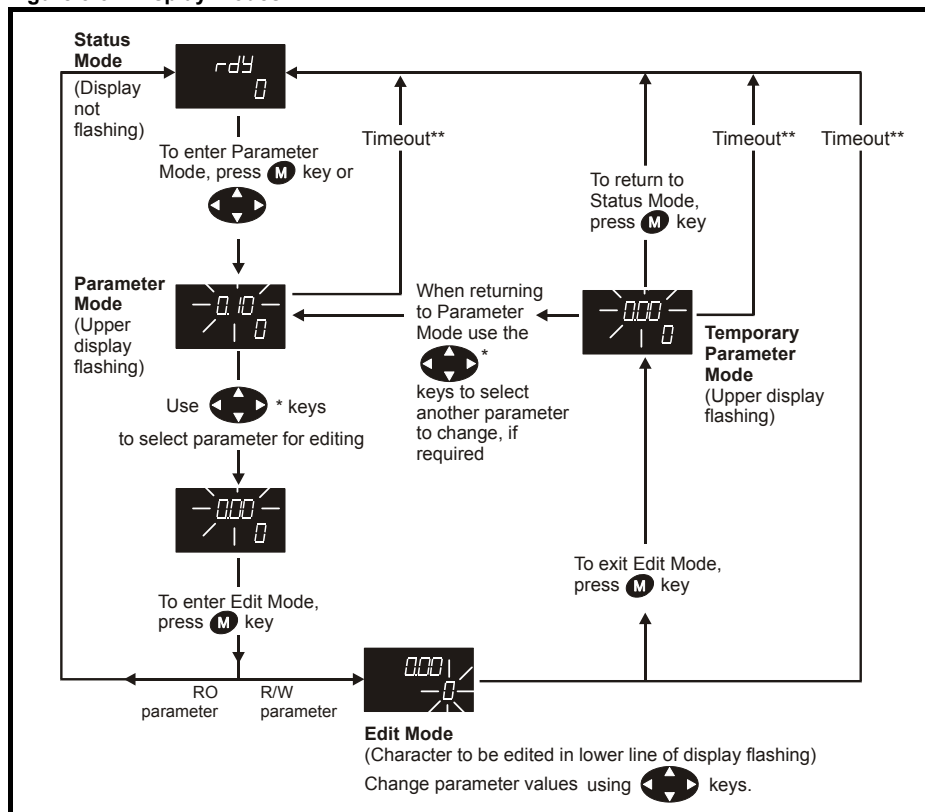 Status
Mode
(Display
not
flashing)
rdY
0
To enter Parameter
Mode, press M key or
Timeout**
Parameter
Mode
(Upper
display
flashing)
0.10
0
Use * keys
to select parameter for editing
0.00
0
To enter Edit Mode,
press M key
RO
parameter
R/W
parameter
When returning
to Parameter
Mode use the
*
keys to select
another parameter
to change, if
required
To return to
Status Mode,
press M key
Timeout**
Timeout**
0.00
0
Temporary
Parameter
Mode
(Upper display
flashing)
To exit Edit Mode,
press M key
0.00
0
Edit Mode
(Character to be edited in lower line of display flashing)
Change parameter values using keys.